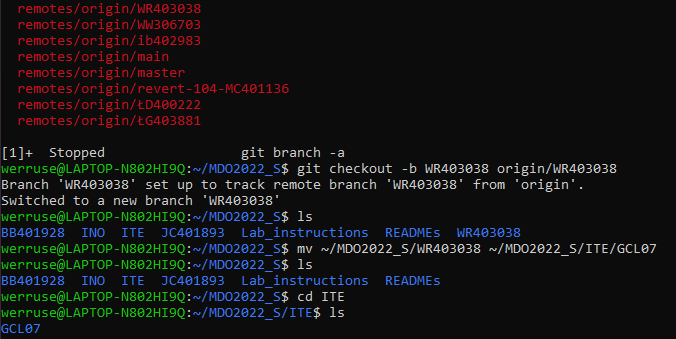 remotes/origin/WR403038
remotes/origin/WW306703
remotes/origin/ib402983
remotes/origin/main
remotes/origin/master
remotes/origin/revert-104-MC401136
remotes/origin/ŁD400222
remotes/origin/ŁG403881
[1]+  Stopped                 git branch -a
werruse@LAPTOP-N802HI9Q:~/MDO2022_S$ git checkout -b WR403038 origin/WR403038
Branch 'WR403038' set up to track remote branch 'WR403038' from 'origin'.
Switched to a new branch 'WR403038'
werruse@LAPTOP-N802HI9Q:~/MDO2022_S$ ls
BB401928  INO  ITE  JC401893  Lab_instructions  READMEs  WR403038
werruse@LAPTOP-N802HI9Q:~/MDO2022_S$ mv ~/MDO2022_S/WR403038 ~/MDO2022_S/ITE/GCL07
werruse@LAPTOP-N802HI9Q:~/MDO2022_S$ ls
BB401928  INO  ITE  JC401893  Lab_instructions  READMEs
werruse@LAPTOP-N802HI9Q:~/MDO2022_S$ cd ITE
werruse@LAPTOP-N802HI9Q:~/MDO2022_S/ITE$ ls
GCL07